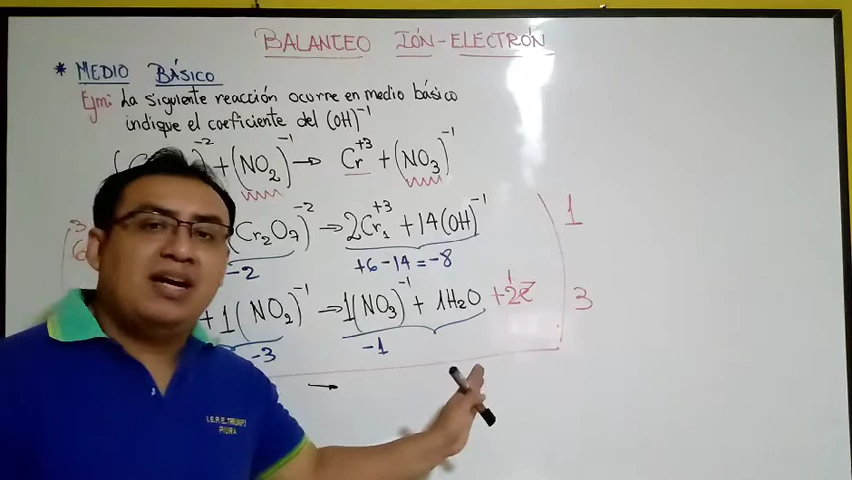 BALANCEO IÓN-ELECTRÓN
* MEDIO BÁSICO
Ejm: La siguiente reacción ocurre en medio básico
indique el coeficiente del (OH)⁻¹
⁻² + (NO₂)⁻¹ → Cr⁺³ + (NO₃)⁻¹
(Cr₂O₇)⁻² → 2Cr₁⁺³ + 14(OH)⁻¹ 1
-2 +6-14=-8
+ 1(NO₂)⁻¹ → 1(NO₃)⁻¹ + 1H₂O + 2e̅ 3
-3 -1
→
I.E.P. EL TRIUNFO
PIURA